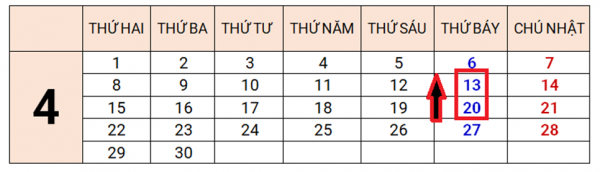 THỨ HAI THỨ BA THỨ TƯ THỨ NĂM THỨ SÁU THỨ BẢY CHỦ NHẬT
4
1 2 3 4 5 6 7
8 9 10 11 12 13 14
15 16 17 18 19 20 21
22 23 24 25 26 27 28
29 30